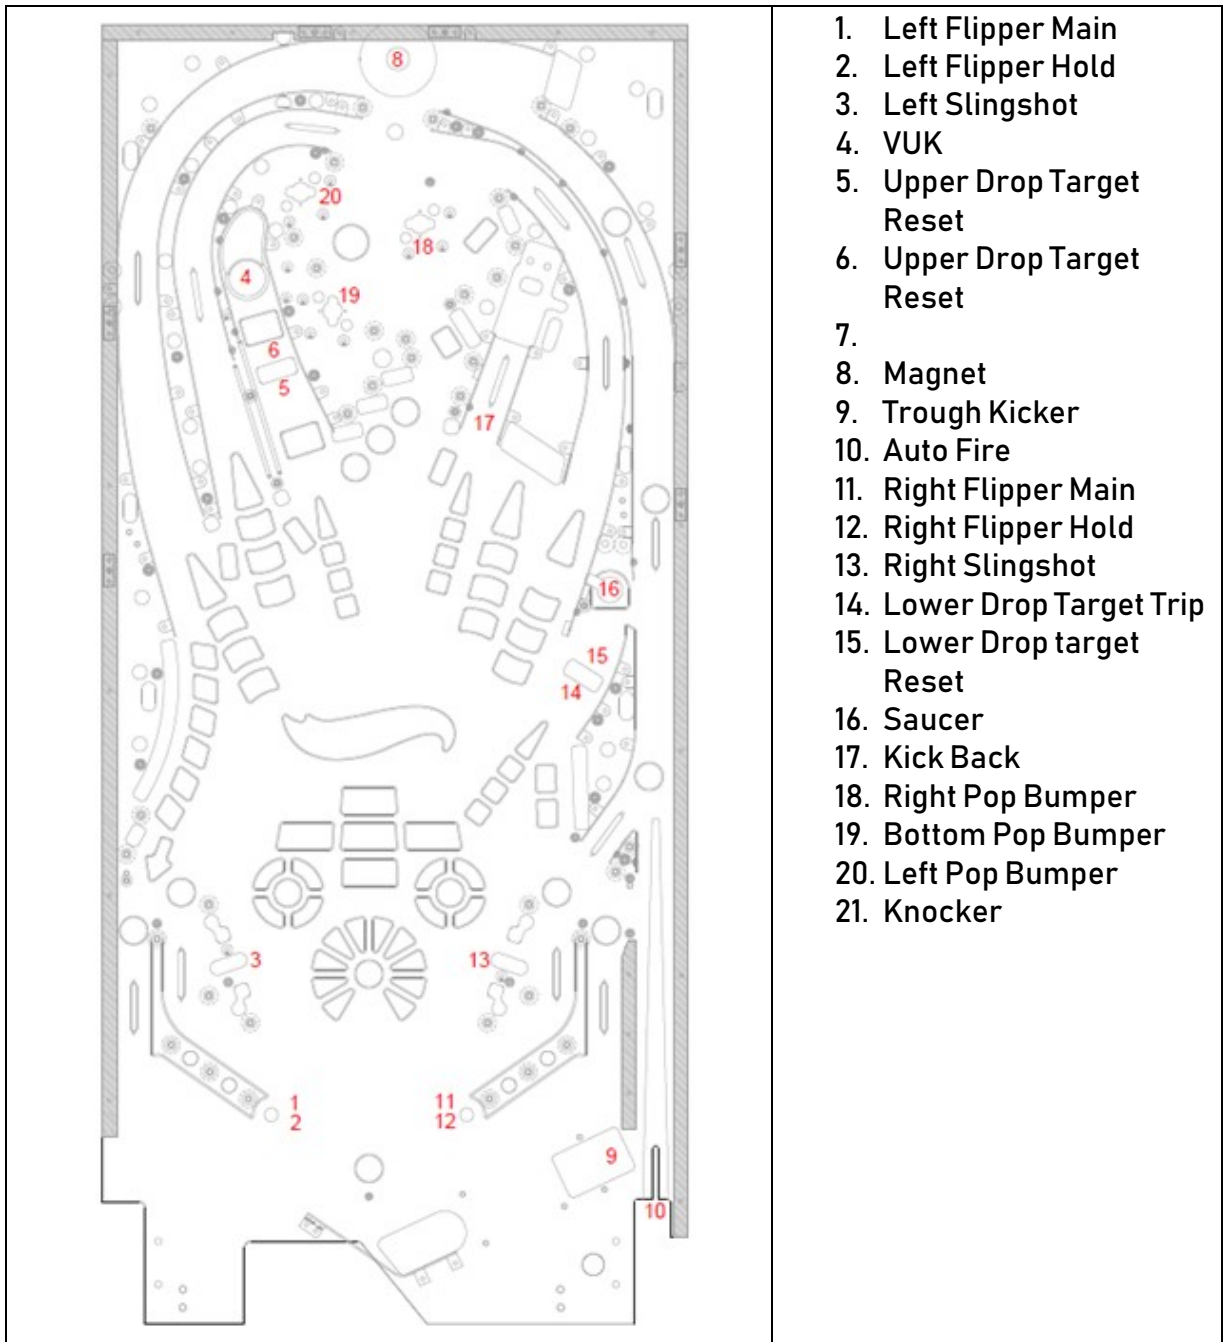 8
20
18
4
19
6
5
17
16
15
14
3
13
1
11
2
12
9
10
1. Left Flipper Main
2. Left Flipper Hold
3. Left Slingshot
4. VUK
5. Upper Drop Target
Reset
6. Upper Drop Target
Reset
7.
8. Magnet
9. Trough Kicker
10. Auto Fire
11. Right Flipper Main
12. Right Flipper Hold
13. Right Slingshot
14. Lower Drop Target Trip
15. Lower Drop target
Reset
16. Saucer
17. Kick Back
18. Right Pop Bumper
19. Bottom Pop Bumper
20. Left Pop Bumper
21. Knocker